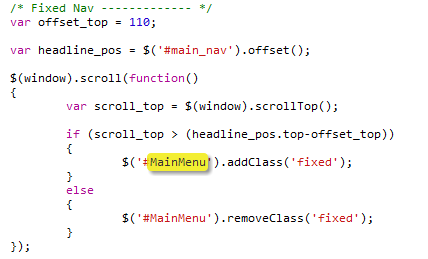 /* Fixed Nav ------------- */
var offset_top = 110;
var headline_pos = $('#main_nav').offset();
$(window).scroll(function()
{
var scroll_top = $(window).scrollTop();
if (scroll_top > (headline_pos.top-offset_top))
{
$('#MainMenu').addClass('fixed');
}
else
{
$('#MainMenu').removeClass('fixed');
}
});